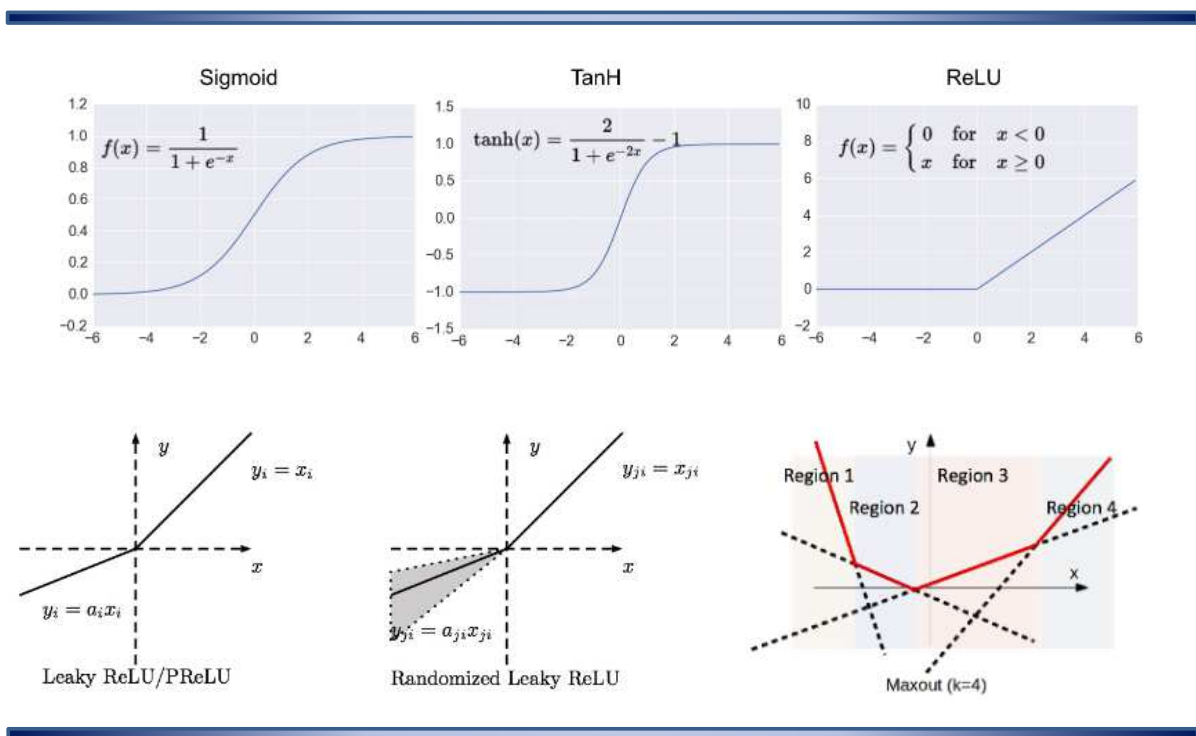 Sigmoid
1.2
1.0
0.8
0.6
0.4
0.2
0.0
−0.2
−6 −4 −2 0 2 4 6
f(x) = 1 / (1 + e^{−x})
TanH
1.5
1.0
0.5
0.0
−0.5
−1.0
−1.5
−6 −4 −2 0 2 4 6
tanh(x) = 2 / (1 + e^{−2x}) − 1
ReLU
10
8
6
4
2
0
−2
−6 −4 −2 0 2 4 6
f(x) = { 0 for x < 0
x for x ≥ 0
y
y_i = x_i
x
y_i = a_i x_i
Leaky ReLU/PReLU
y
y_{ji} = x_{ji}
x
y_{ji} = a_{ji} x_{ji}
Randomized Leaky ReLU
y
Region 1
Region 3
Region 2
Region 4
x
Maxout (k=4)